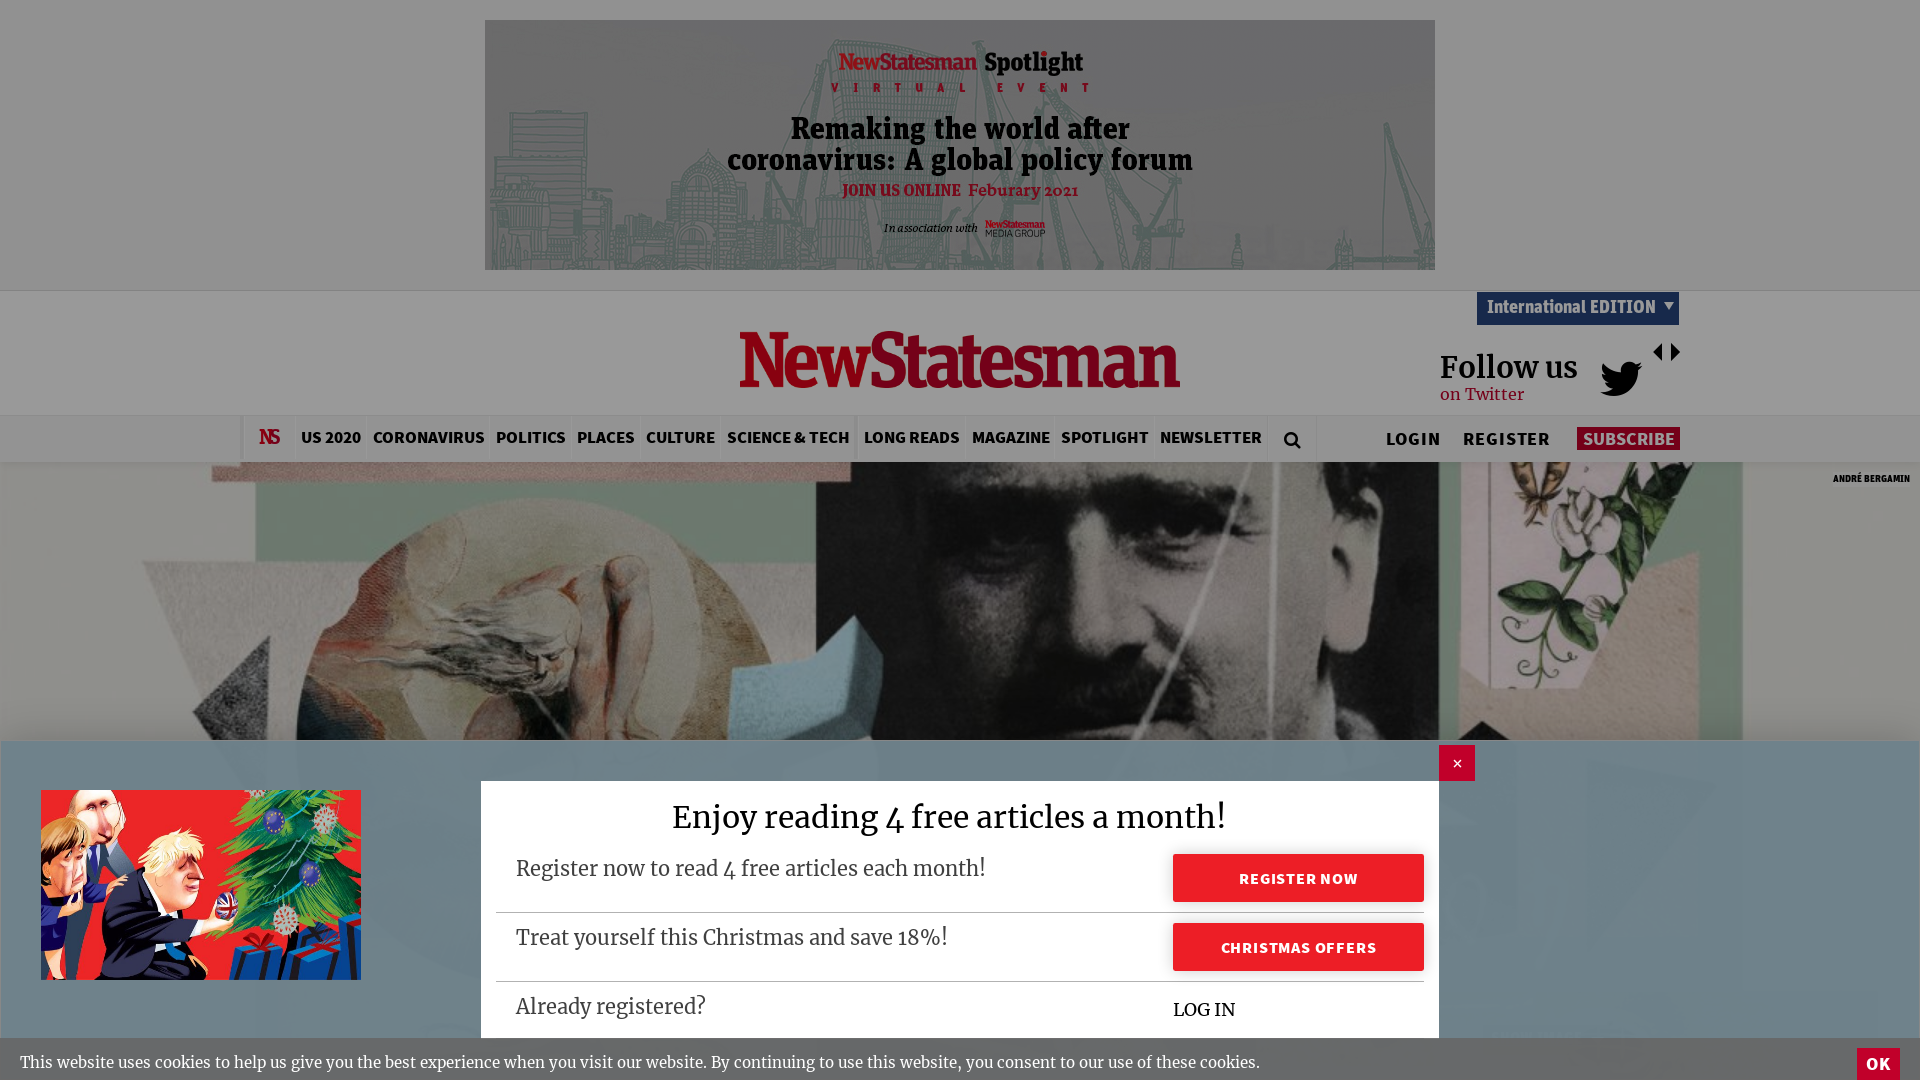 NewStatesman Spotlight
VIRTUAL EVENT
Remaking the world after
coronavirus: A global policy forum
JOIN US ONLINE Feburary 2021
In association with NewStatesman
MEDIA GROUP
International EDITION
NewStatesman
Follow us
on Twitter
NS US 2020 CORONAVIRUS POLITICS PLACES CULTURE SCIENCE & TECH LONG READS MAGAZINE SPOTLIGHT NEWSLETTER LOGIN REGISTER SUBSCRIBE
ANDRÉ BERGAMIN
×
Enjoy reading 4 free articles a month!
Register now to read 4 free articles each month!
REGISTER NOW
Treat yourself this Christmas and save 18%!
CHRISTMAS OFFERS
Already registered?
LOG IN
This website uses cookies to help us give you the best experience when you visit our website. By continuing to use this website, you consent to our use of these cookies.
OK